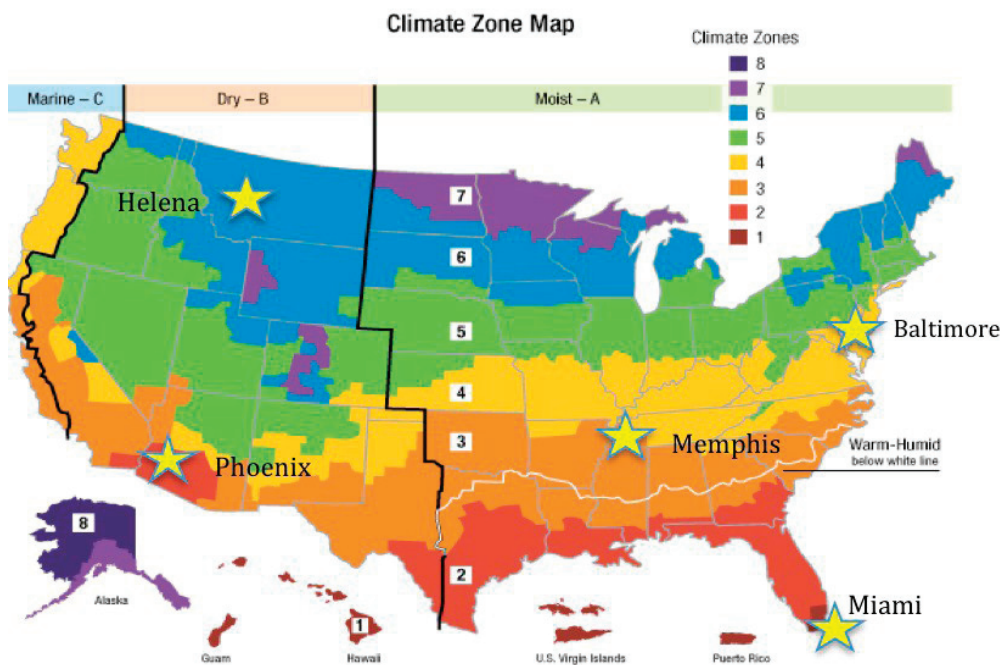 Climate Zone Map
Climate Zones
8
7
6
5
4
3
2
1
Marine – C
Dry – B
Moist – A
7
Helena
6
5
Baltimore
4
3
Memphis
Warm-Humid
below white line
Phoenix
8
2
Alaska
Miami
1
Guam
Hawaii
U.S. Virgin Islands
Puerto Rico